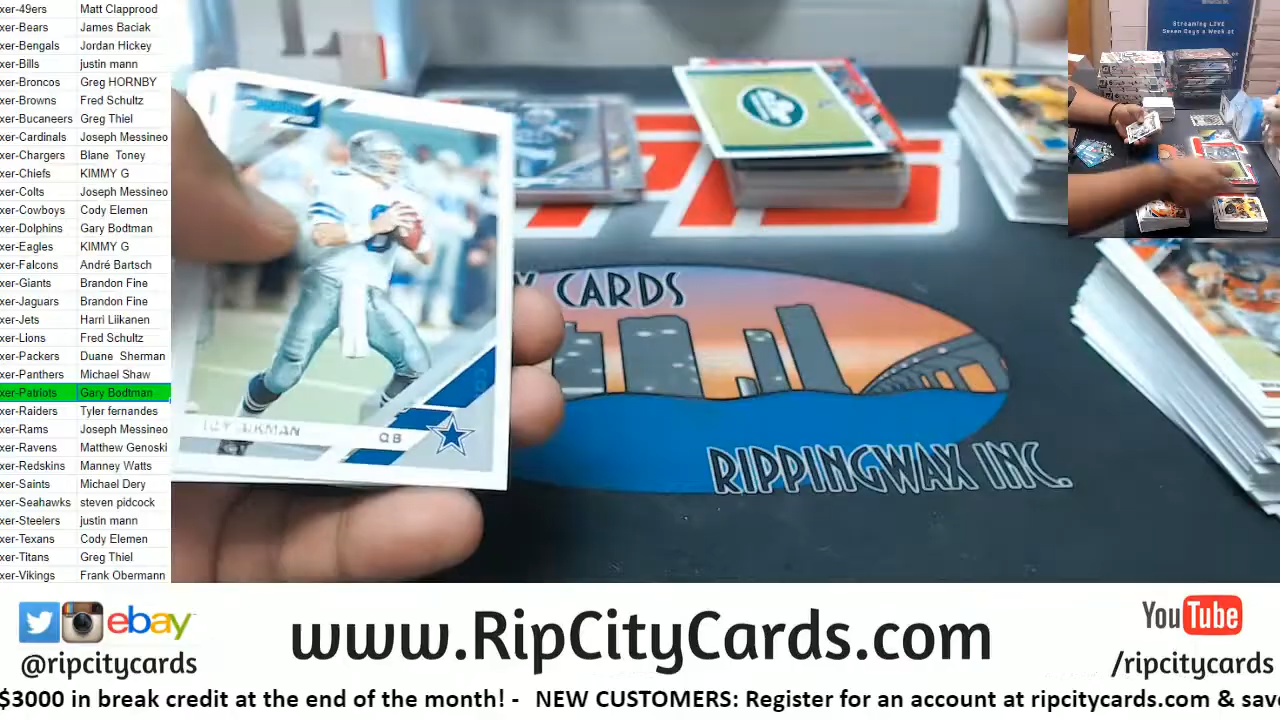 xer-49ers Matt Clapprood
xer-Bears James Baciak
xer-Bengals Jordan Hickey
xer-Bills justin mann
xer-Broncos Greg HORNBY
xer-Browns Fred Schultz
xer-Bucaneers Greg Thiel
xer-Cardinals Joseph Messineo
xer-Chargers Blane Toney
xer-Chiefs KIMMY G
xer-Colts Joseph Messineo
xer-Cowboys Cody Elemen
xer-Dolphins Gary Bodtman
xer-Eagles KIMMY G
xer-Falcons André Bartsch
xer-Giants Brandon Fine
xer-Jaguars Brandon Fine
xer-Jets Harri Liikanen
xer-Lions Fred Schultz
xer-Packers Duane Sherman
xer-Panthers Michael Shaw
xer-Patriots Gary Bodtman
xer-Raiders Tyler fernandes
xer-Rams Joseph Messineo
xer-Ravens Matthew Genoski
xer-Redskins Manney Watts
xer-Saints Michael Dery
xer-Seahawks steven pidcock
xer-Steelers justin mann
xer-Texans Cody Elemen
xer-Titans Greg Thiel
xer-Vikings Frank Obermann
AIKMAN QB
CARDS
RIPPINGWAX INC.
Streaming LIVE
Seven Days a Week at
ebay
@ripcitycards
www.RipCityCards.com
YouTube
/ripcitycards
$3000 in break credit at the end of the month! - NEW CUSTOMERS: Register for an account at ripcitycards.com & save